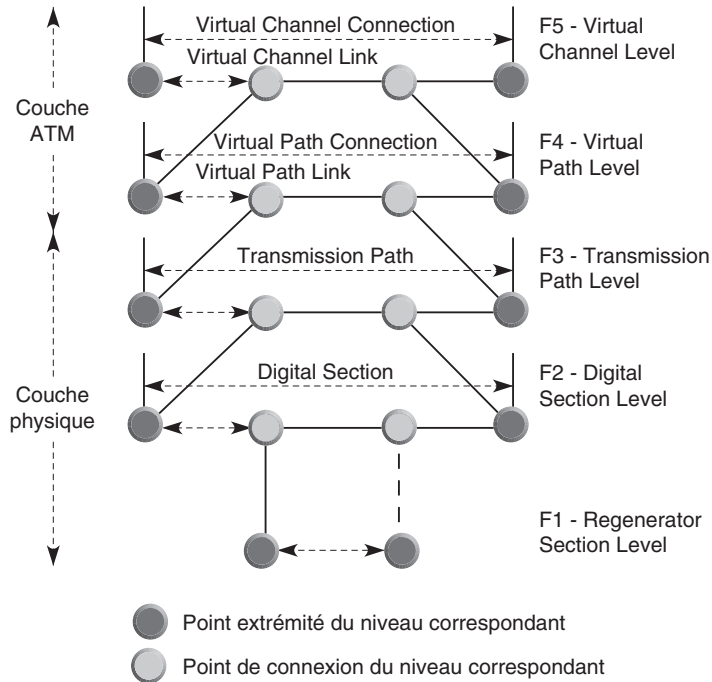 Virtual Channel Connection
F5 - Virtual
Channel Level
Virtual Channel Link
Couche
ATM
Virtual Path Connection
F4 - Virtual
Path Level
Virtual Path Link
Transmission Path
F3 - Transmission
Path Level
Digital Section
F2 - Digital
Section Level
Couche
physique
F1 - Regenerator
Section Level
Point extrémité du niveau correspondant
Point de connexion du niveau correspondant